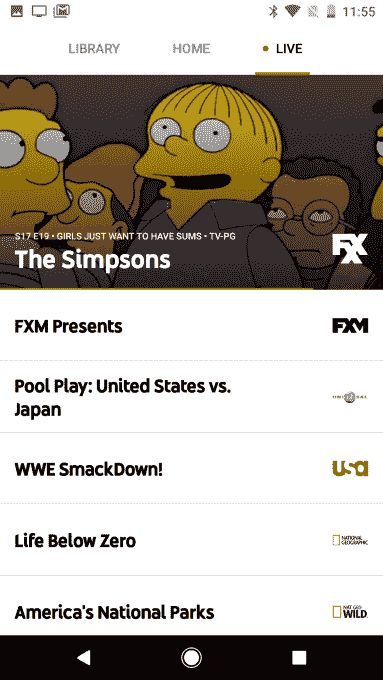 11:55
LIBRARY HOME LIVE
S17 E19 • GIRLS JUST WANT TO HAVE SUMS • TV-PG
The Simpsons
FXX
FXM Presents
FXM
Pool Play: United States vs.
Japan
UNIVERSAL
WWE SmackDown!
usa
Life Below Zero
NATIONAL
GEOGRAPHIC
America's National Parks
NAT GEO
WILD